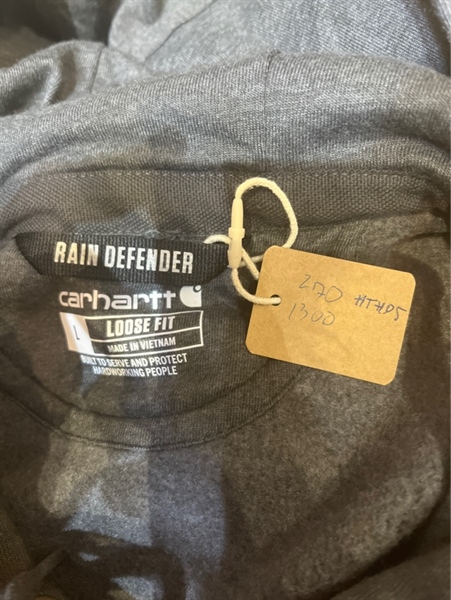 RAIN DEFENDER
carhartt
L LOOSE FIT
MADE IN VIETNAM
BUILT TO SERVE AND PROTECT
HARDWORKING PEOPLE
270
1300